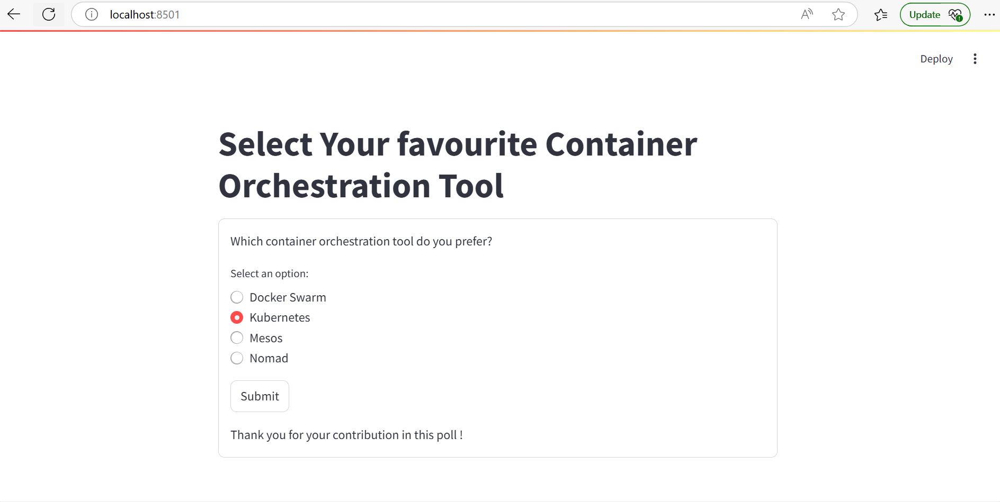 localhost:8501
Update
Deploy
Select Your favourite Container
Orchestration Tool
Which container orchestration tool do you prefer?
Select an option:
Docker Swarm
Kubernetes
Mesos
Nomad
Submit
Thank you for your contribution in this poll !